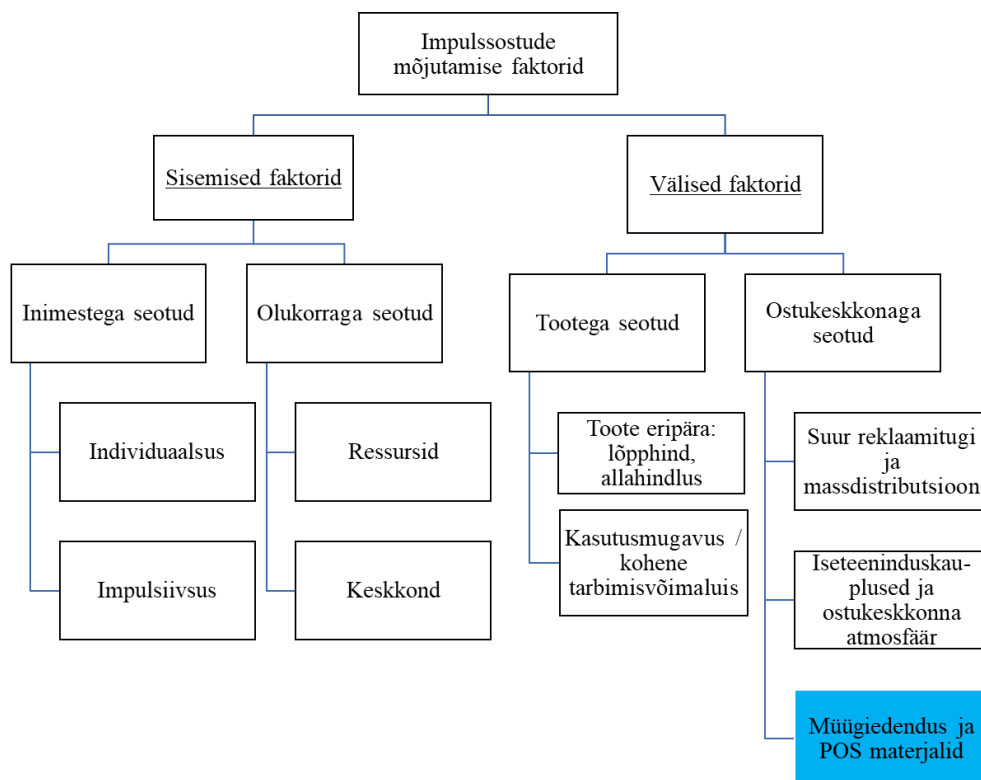 Impulssostude
mõjutamise faktorid
Sisemised faktorid
Välised faktorid
Inimestega seotud
Olukorraga seotud
Tootega seotud
Ostukeskkonaga
seotud
Individuaalsus
Ressursid
Toote eripära:
lõpphind,
allahindlus
Suur reklaamitugi
ja
massdistributsioon
Impulsiivsus
Keskkond
Kasutusmugavus /
kohene
tarbimisvõimaluis
Iseteeninduskau-
plused ja
ostukeskkonna
atmosfäär
Müügiedendus ja
POS materjalid